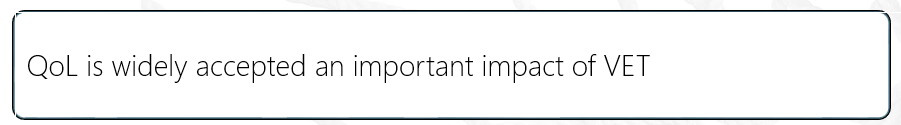 QoL is widely accepted an important impact of VET